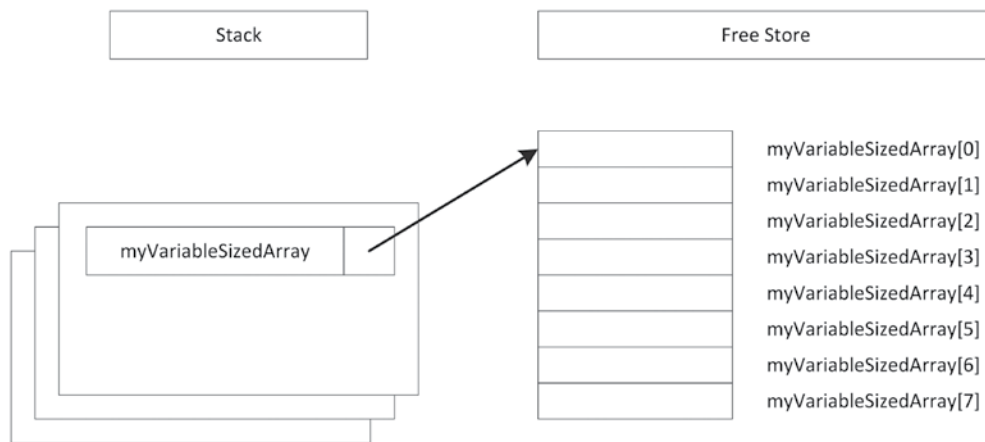 Stack
Free Store
myVariableSizedArray
myVariableSizedArray[0]
myVariableSizedArray[1]
myVariableSizedArray[2]
myVariableSizedArray[3]
myVariableSizedArray[4]
myVariableSizedArray[5]
myVariableSizedArray[6]
myVariableSizedArray[7]